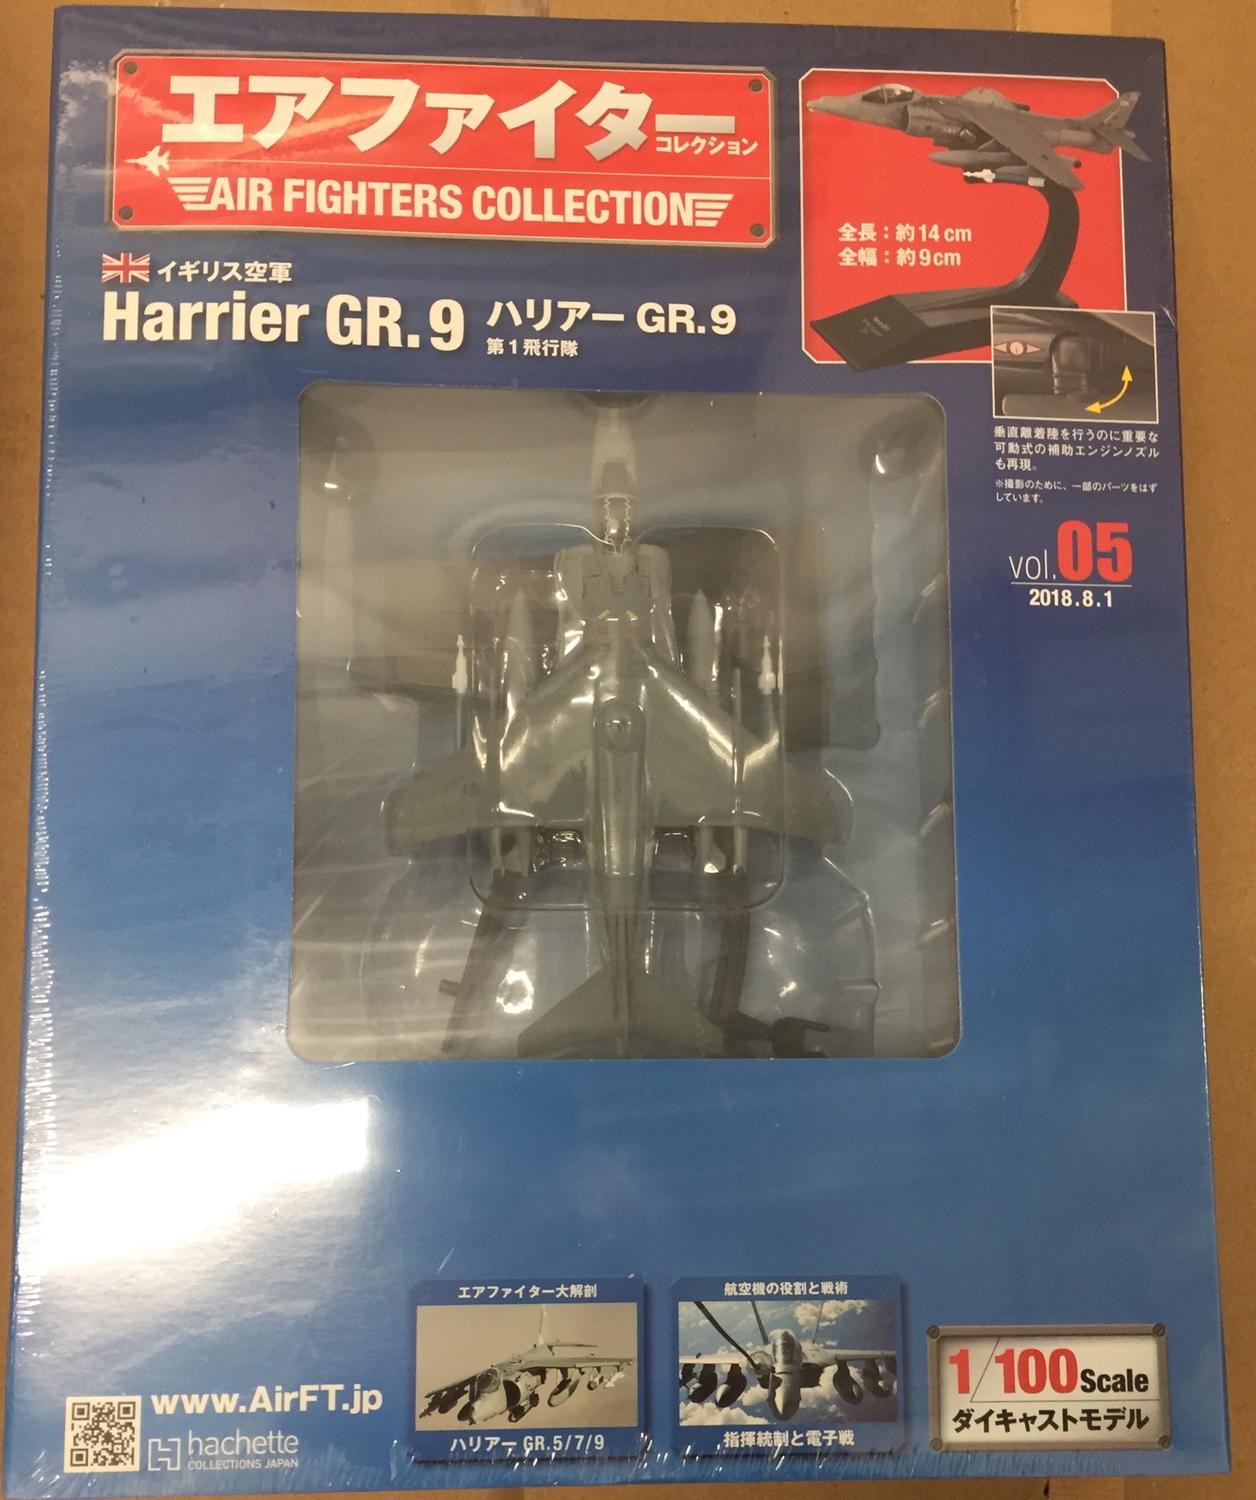 エアファイター
コレクション
AIR FIGHTERS COLLECTION
イギリス空軍
Harrier GR.9 ハリアー GR.9
第1飛行隊
全長：約14cm
全幅：約9cm
垂直離着陸を行うのに重要な
可動式の補助エンジンノズル
も再現。
※撮影のために、一部のパーツをはず
しています。
vol.05
2018.8.1
エアファイター大解剖
ハリアー GR.5/7/9
航空機の役割と戦術
指揮統制と電子戦
www.AirFT.jp
hachette
COLLECTIONS JAPAN
1/100 Scale
ダイキャストモデル